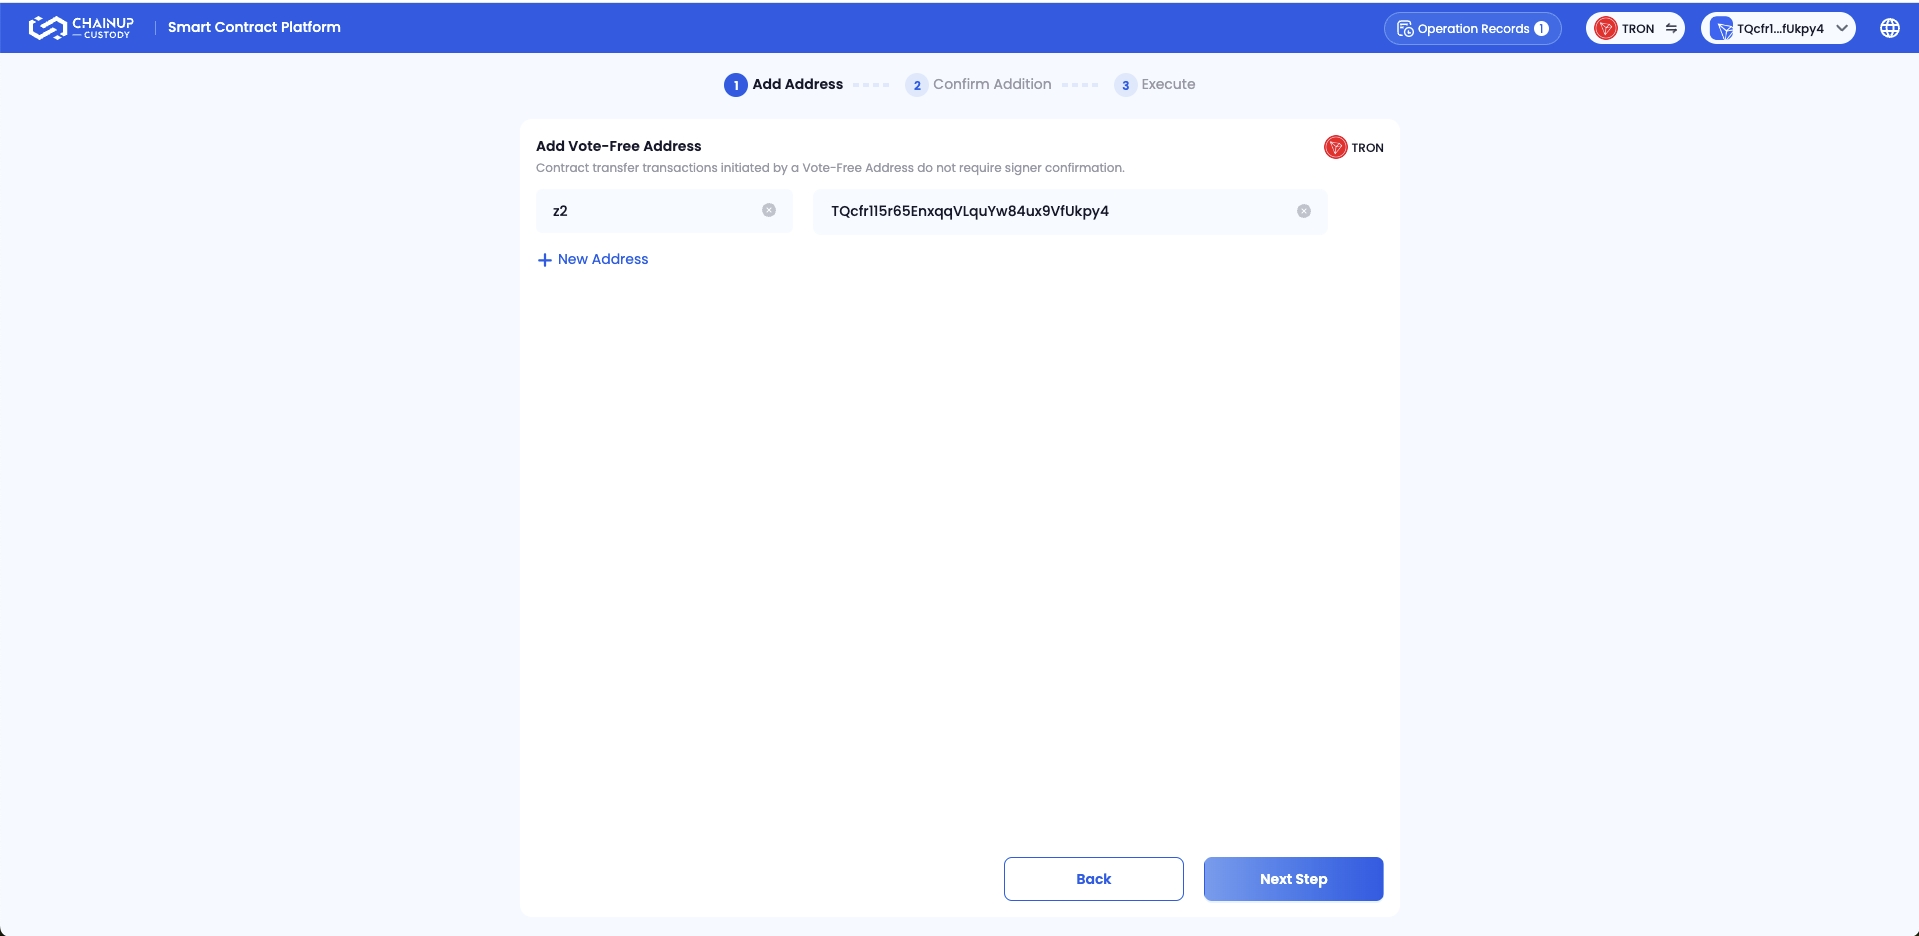 CHAINUP
CUSTODY
Smart Contract Platform
Operation Records 1
TRON
TQcfr1...fUkpy4
1 Add Address
2 Confirm Addition
3 Execute
Add Vote-Free Address
TRON
Contract transfer transactions initiated by a Vote-Free Address do not require signer confirmation.
z2
TQcfr115r65EnxqqVLquYw84ux9VfUkpy4
+ New Address
Back
Next Step